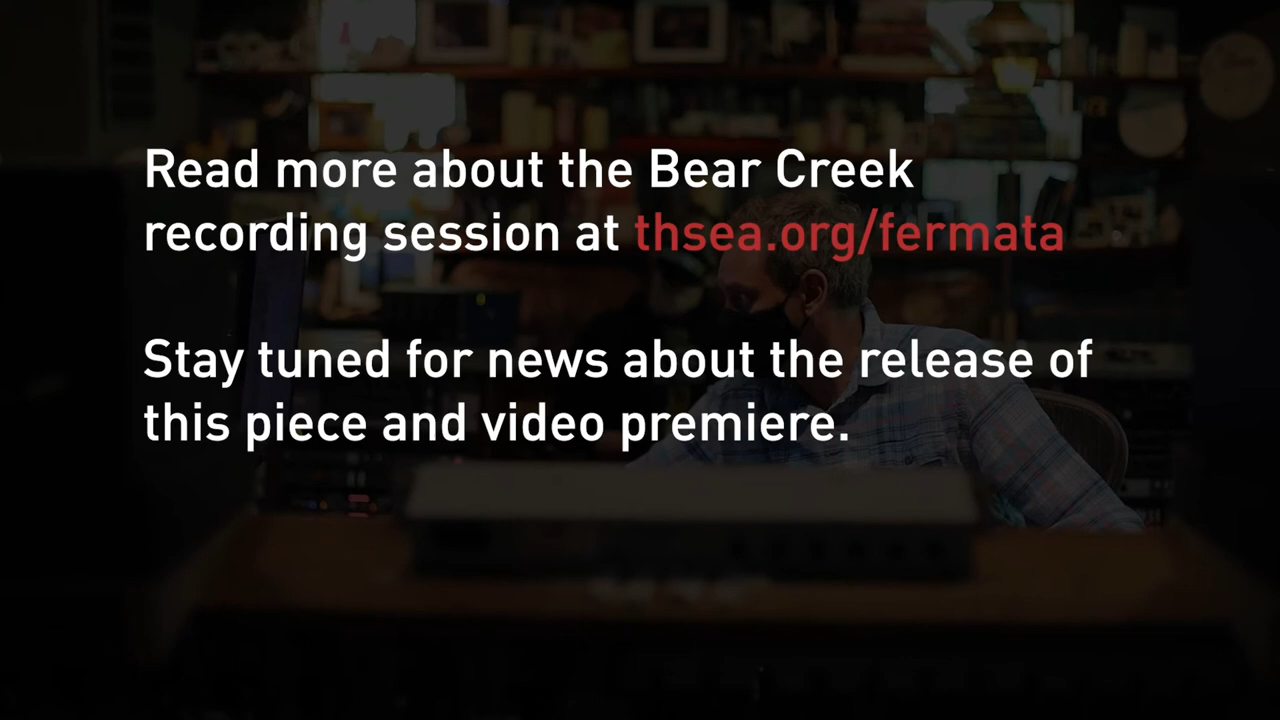 Read more about the Bear Creek
recording session at thsea.org/fermata
Stay tuned for news about the release of
this piece and video premiere.